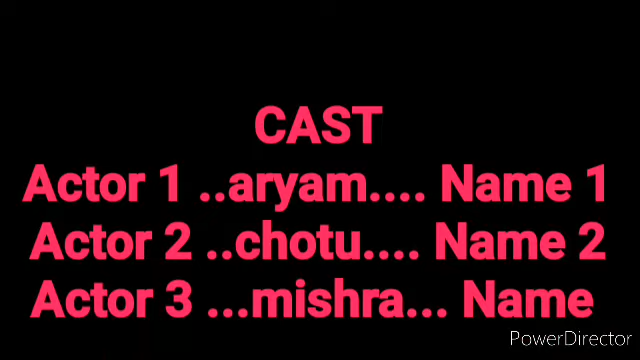 CAST
Actor 1 ..aryam.... Name 1
Actor 2 ..chotu.... Name 2
Actor 3 ...mishra... Name
PowerDirector